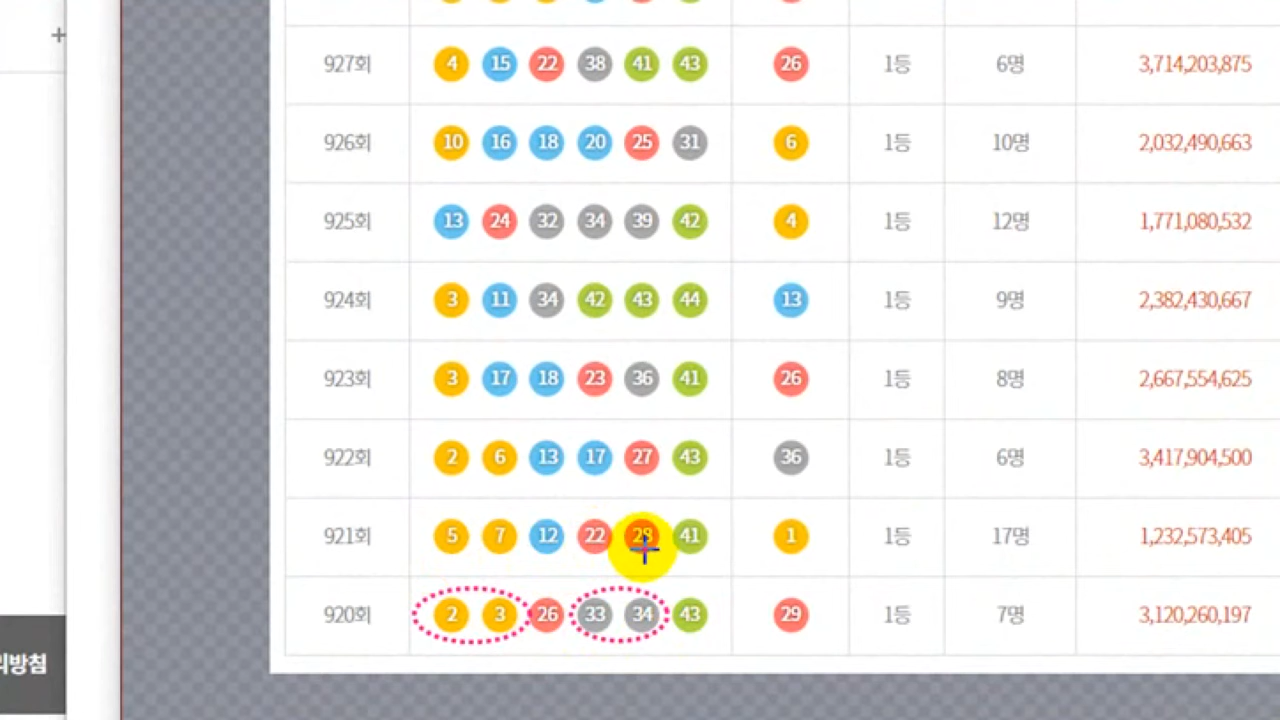 +
927회 4 15 22 38 41 43 26 1등 6명 3,714,203,875
926회 10 16 18 20 25 31 6 1등 10명 2,032,490,663
925회 13 24 32 34 39 42 4 1등 12명 1,771,080,532
924회 3 11 34 42 43 44 13 1등 9명 2,382,430,667
923회 3 17 18 23 36 41 26 1등 8명 2,667,554,625
922회 2 6 13 17 27 43 36 1등 6명 3,417,904,500
921회 5 7 12 22 28 41 1 1등 17명 1,232,573,405
920회 2 3 26 33 34 43 29 1등 7명 3,120,260,197
방침